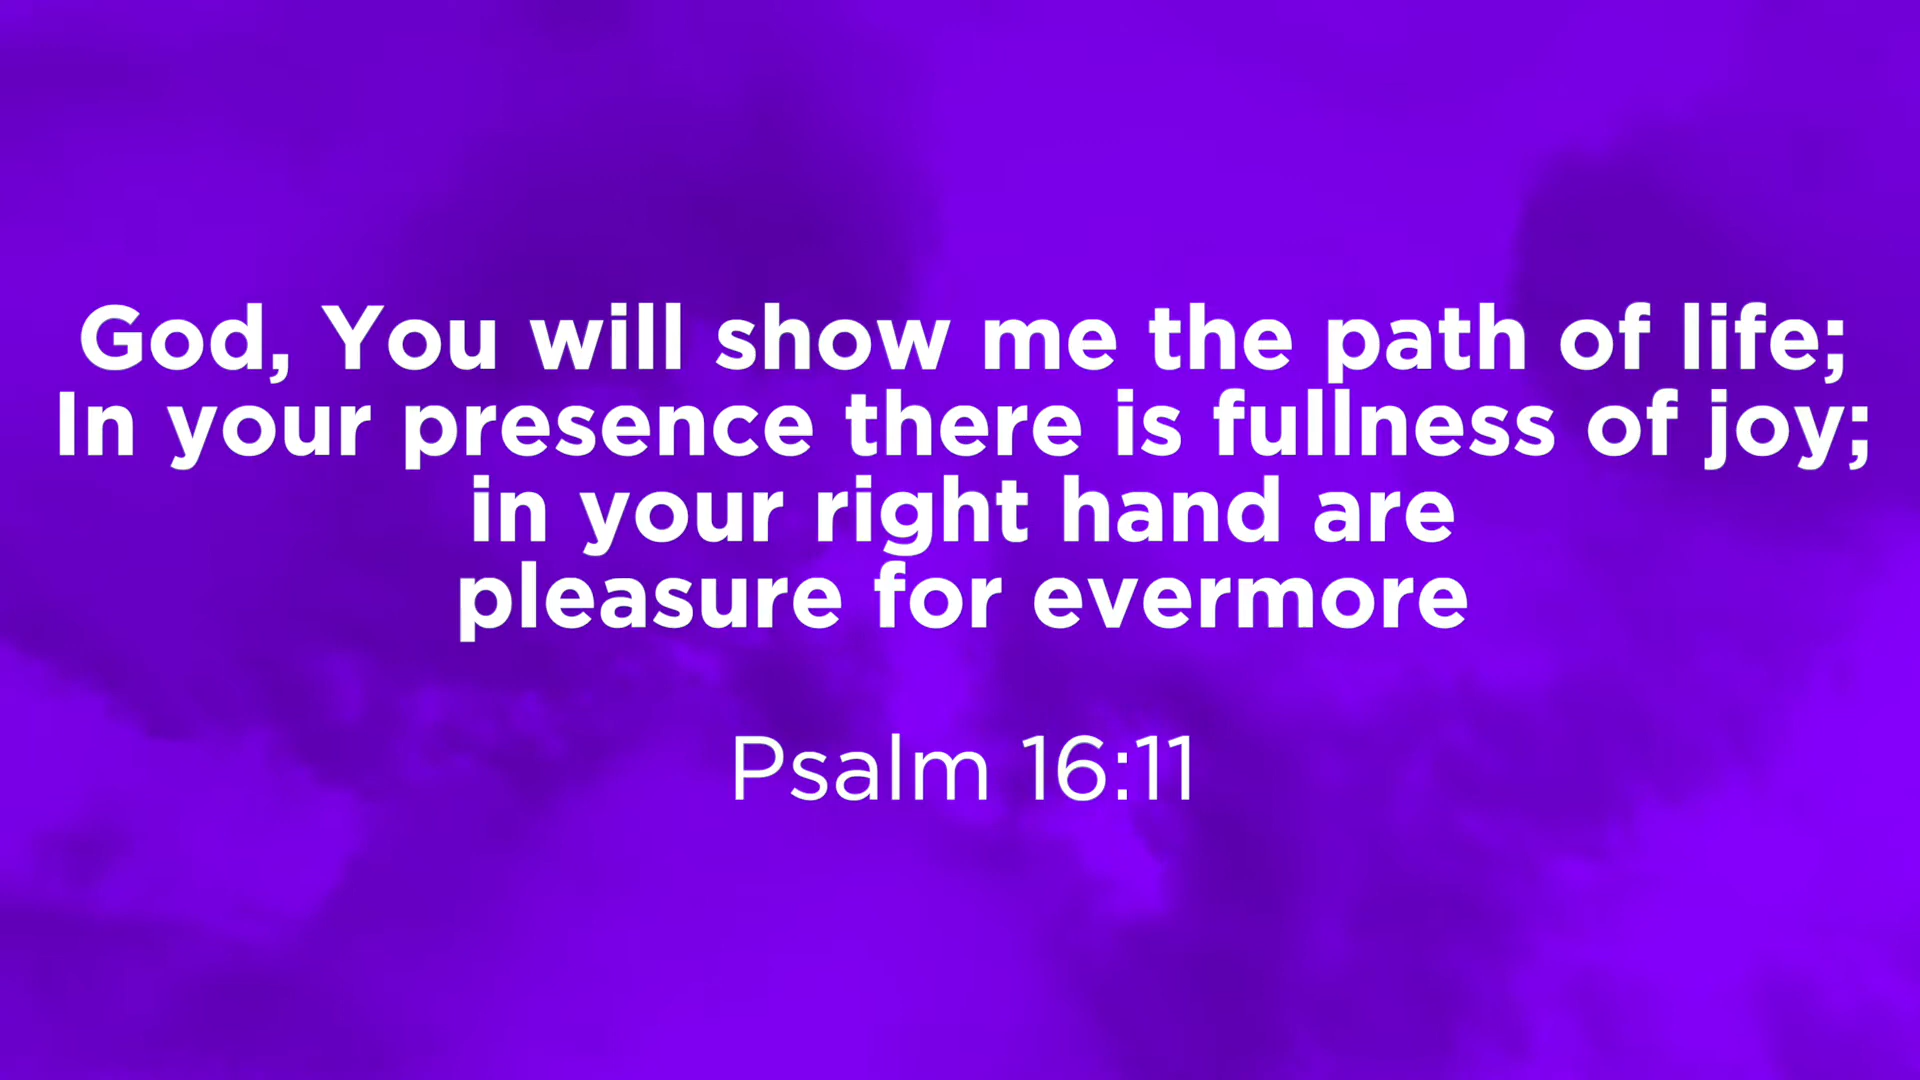 God, You will show me the path of life;
In your presence there is fullness of joy;
in your right hand are
pleasure for evermore
Psalm 16:11